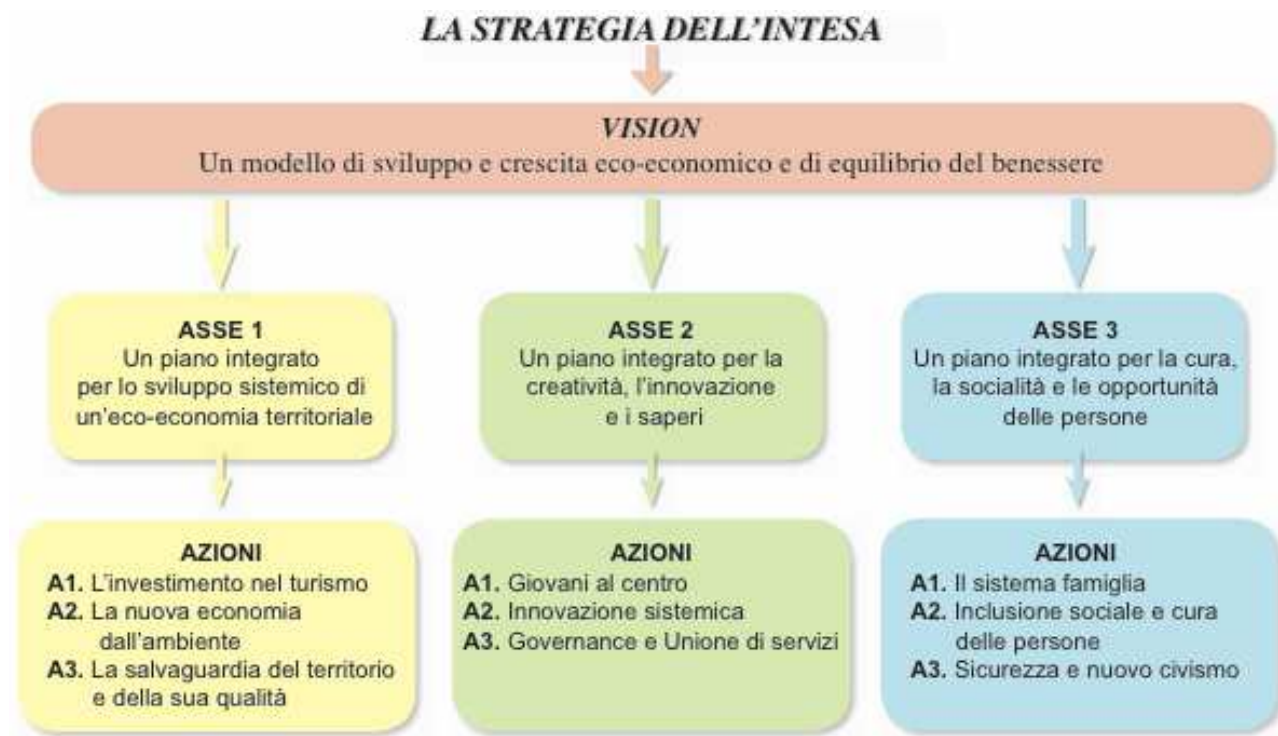 LA STRATEGIA DELL'INTESA
VISION
Un modello di sviluppo e crescita eco-economico e di equilibrio del benessere
ASSE 1
Un piano integrato
per lo sviluppo sistemico di
un'eco-economia territoriale
ASSE 2
Un piano integrato per la
creatività, l'innovazione
e i saperi
ASSE 3
Un piano integrato per la cura,
la socialità e le opportunità
delle persone
AZIONI
A1. L'investimento nel turismo
A2. La nuova economia
dall'ambiente
A3. La salvaguardia del territorio
e della sua qualità
AZIONI
A1. Giovani al centro
A2. Innovazione sistemica
A3. Governance e Unione di servizi
AZIONI
A1. Il sistema famiglia
A2. Inclusione sociale e cura
delle persone
A3. Sicurezza e nuovo civismo